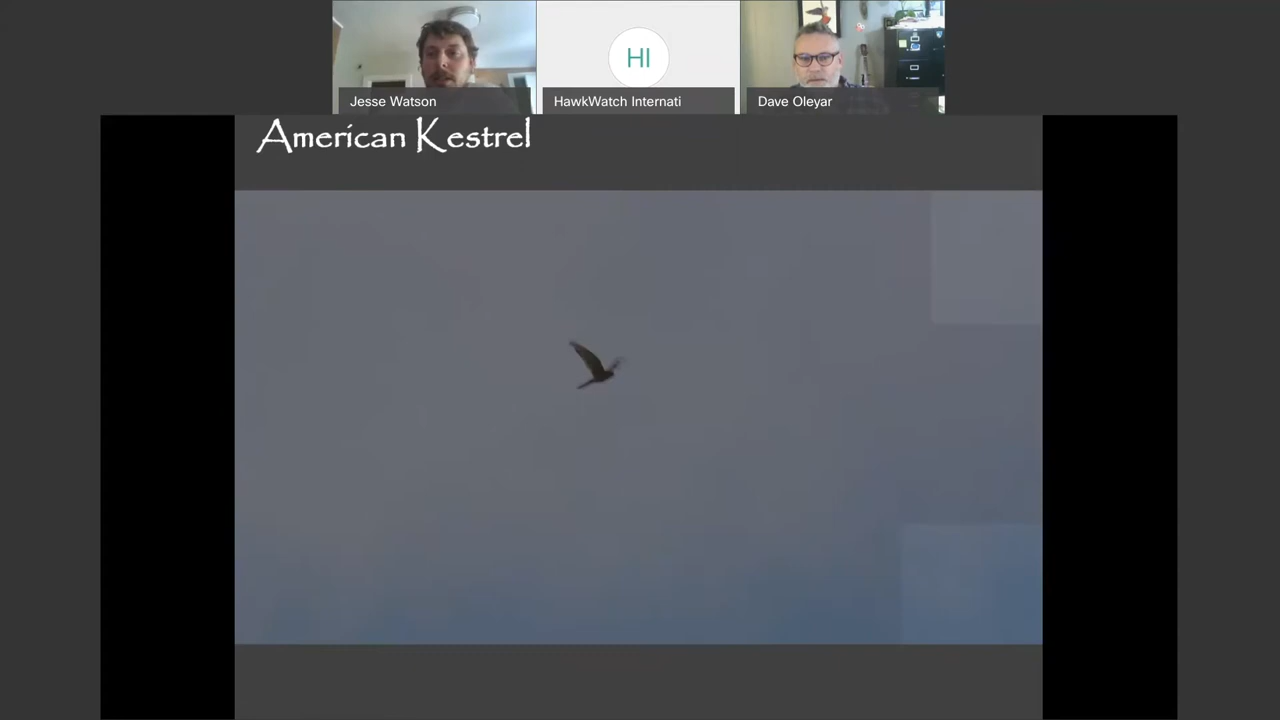 HI
Jesse Watson
HawkWatch Internati
Dave Oleyar
American Kestrel